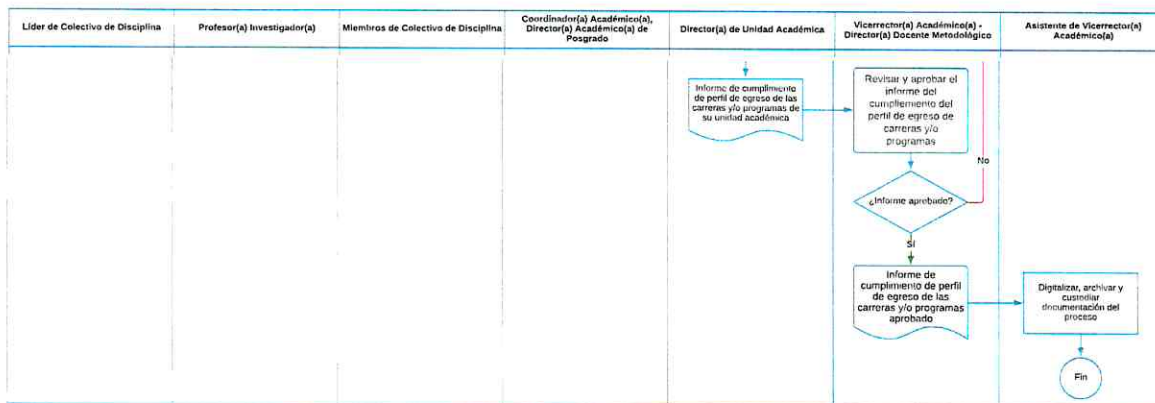 Líder de Colectivo de Disciplina
Profesor(a) Investigador(a)
Miembros de Colectivo de Disciplina
Coordinador(a) Académico(a),
Director(a) Académico(a) de
Posgrado
Director(a) de Unidad Académica
Vicerrector(a) Académico(a) -
Director(a) Docente Metodológico
Asistente de Vicerrector(a)
Académico(a)
Informe de cumplimiento
de perfil de egreso de las
carreras y/o programas de
su unidad académica
Revisar y aprobar el
informe del
cumplemiento del
perfil de egreso de
carreras y/o
programas
No
¿Informe aprobado?
Sí
Informe de
cumplimiento de perfil
de egreso de las
carreras y/o programas
aprobado
Digitalizar, archivar y
custodiar
documentación del
proceso
Fin